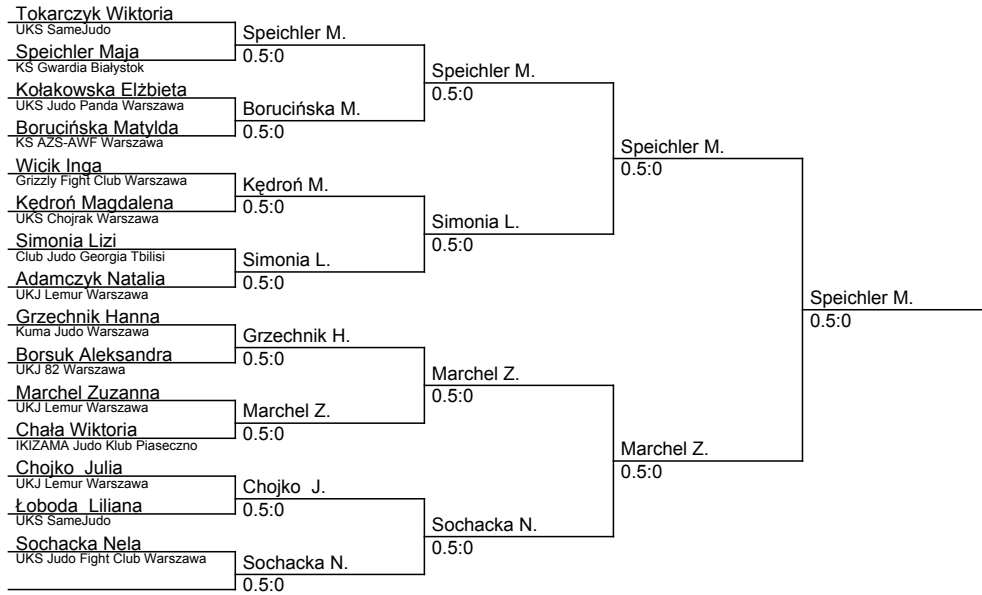 Tokarczyk Wiktoria
UKS SameJudo
Speichler Maja
KS Gwardia Białystok
Kołakowska Elżbieta
UKS Judo Panda Warszawa
Borucińska Matylda
KS AZS-AWF Warszawa
Wicik Inga
Grizzly Fight Club Warszawa
Kędroń Magdalena
UKS Chojrak Warszawa
Simonia Lizi
Club Judo Georgia Tbilisi
Adamczyk Natalia
UKJ Lemur Warszawa
Grzechnik Hanna
Kuma Judo Warszawa
Borsuk Aleksandra
UKJ 82 Warszawa
Marchel Zuzanna
UKJ Lemur Warszawa
Chała Wiktoria
IKIZAMA Judo Klub Piaseczno
Chojko  Julia
UKJ Lemur Warszawa
Łoboda  Liliana
UKS SameJudo
Sochacka Nela
UKS Judo Fight Club Warszawa
Speichler M.
0.5:0
Borucińska M.
0.5:0
Kędroń M.
0.5:0
Simonia L.
0.5:0
Grzechnik H.
0.5:0
Marchel Z.
0.5:0
Chojko  J.
0.5:0
Sochacka N.
0.5:0
Speichler M.
0.5:0
Simonia L.
0.5:0
Marchel Z.
0.5:0
Sochacka N.
0.5:0
Speichler M.
0.5:0
Marchel Z.
0.5:0
Speichler M.
0.5:0